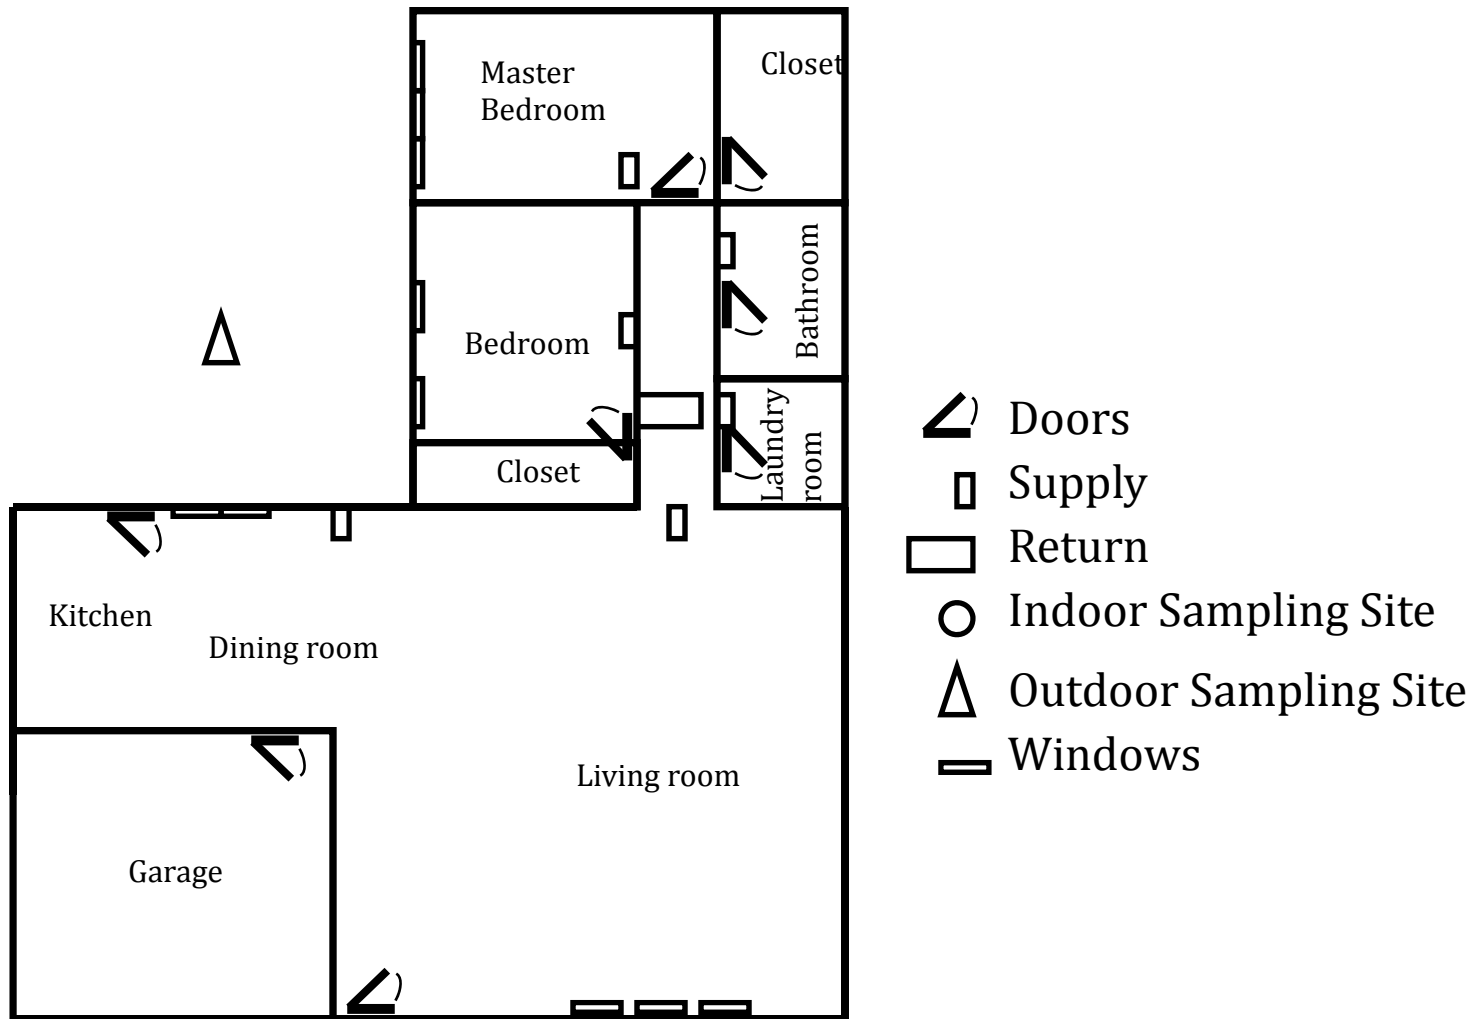 Master
Bedroom
Closet
Bathroom
Bedroom
Laundry
room
Closet
Kitchen
Dining room
Living room
Garage
Doors
Supply
Return
Indoor Sampling Site
Outdoor Sampling Site
Windows